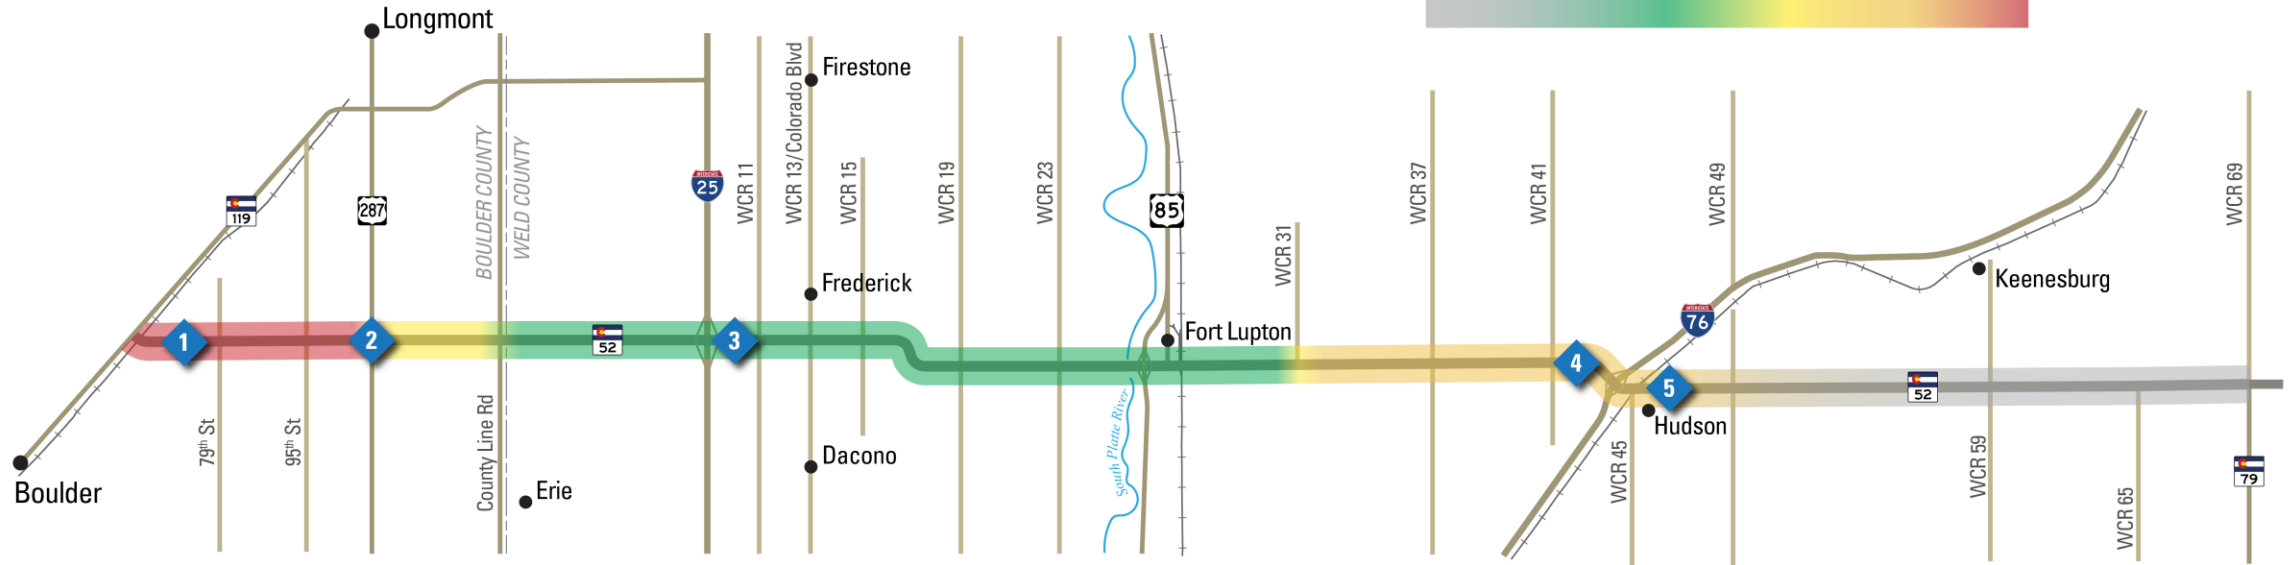 Longmont
Firestone
WCR 13/Colorado Blvd
BOULDER COUNTY
WELD COUNTY
INTERSTATE
25
WCR 11
WCR 15
WCR 19
WCR 23
85
WCR 31
WCR 37
WCR 41
WCR 49
WCR 69
119
287
Frederick
Keenesburg
INTERSTATE
76
1
2
52
3
Fort Lupton
4
5
52
Hudson
79th St
95th St
County Line Rd
Dacono
South Platte River
WCR 45
WCR 59
79
WCR 65
Boulder
Erie